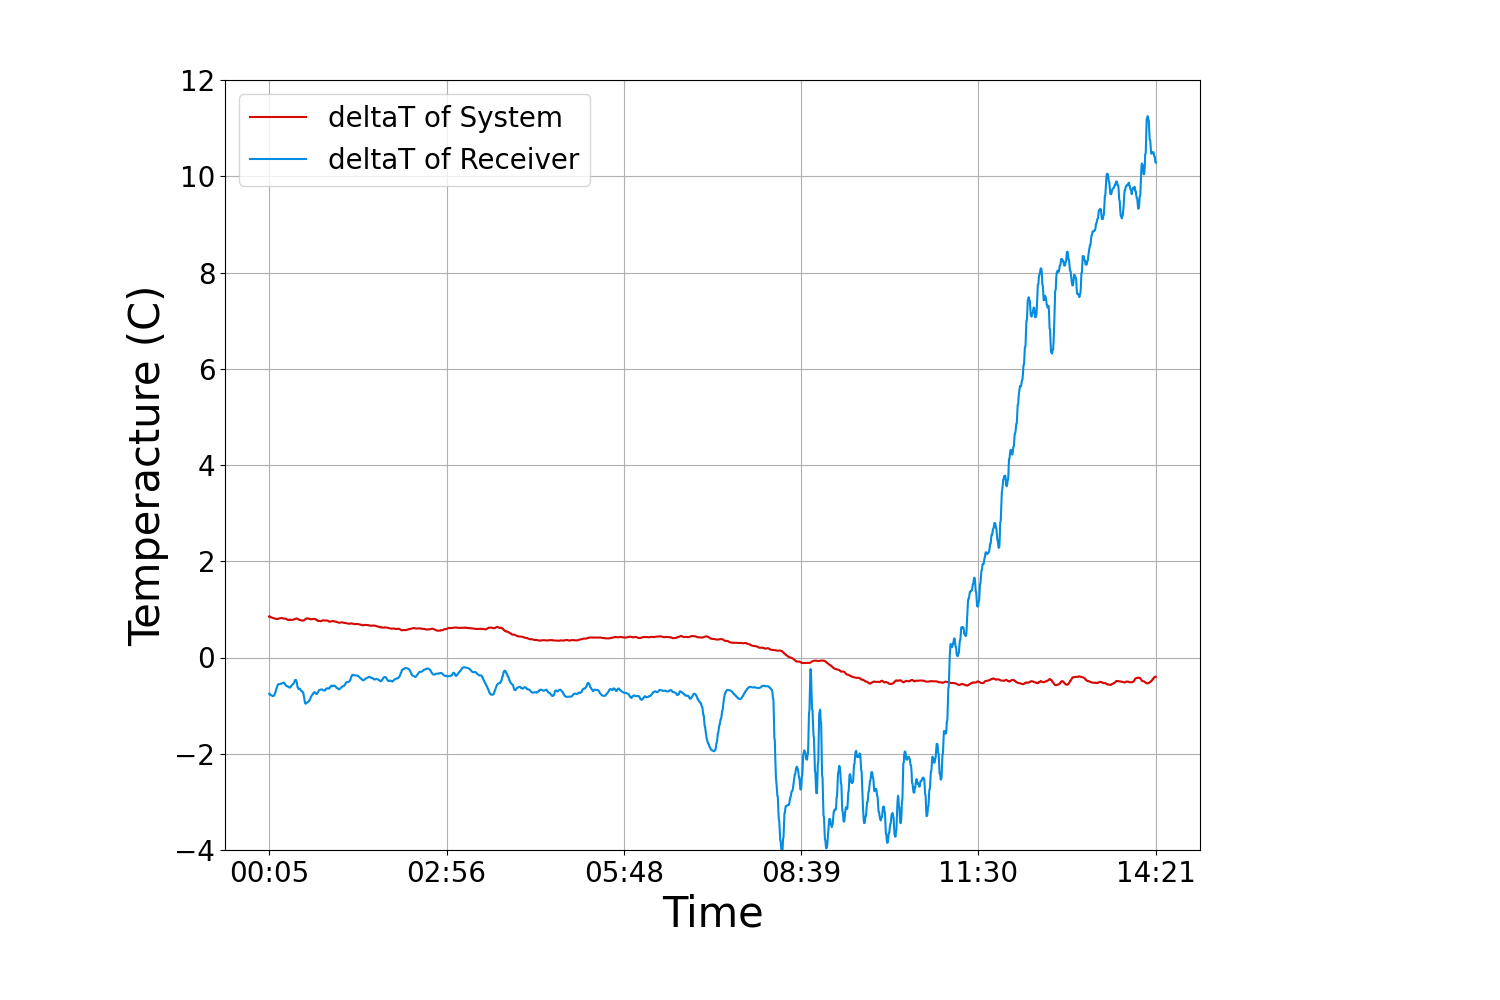 12
deltaT of System
deltaT of Receiver
10
8
6
4
2
0
−2
−4
Temperacture (C)
00:05 02:56 05:48 08:39 11:30 14:21
Time